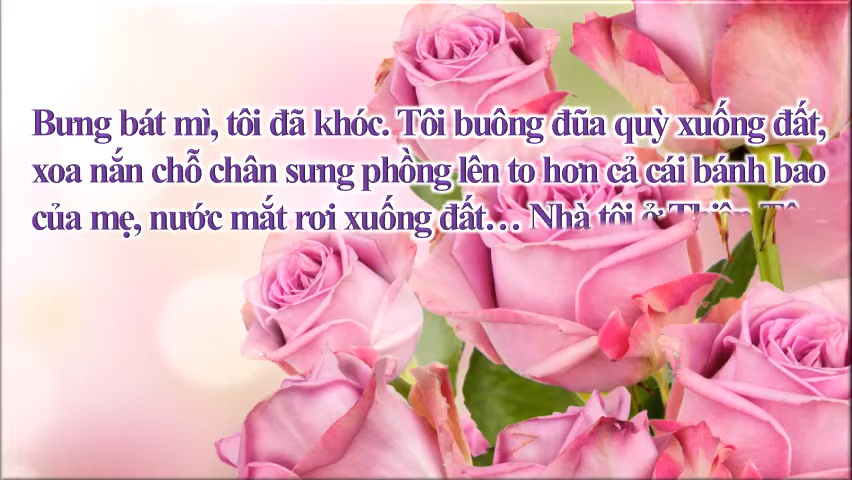 Bưng bát mì, tôi đã khóc. Tôi buông đũa quỳ xuống đất,
xoa nắn chỗ chân sưng phồng lên to hơn cả cái bánh bao
của mẹ, nước mắt rơi xuống đất… Nhà tôi ở